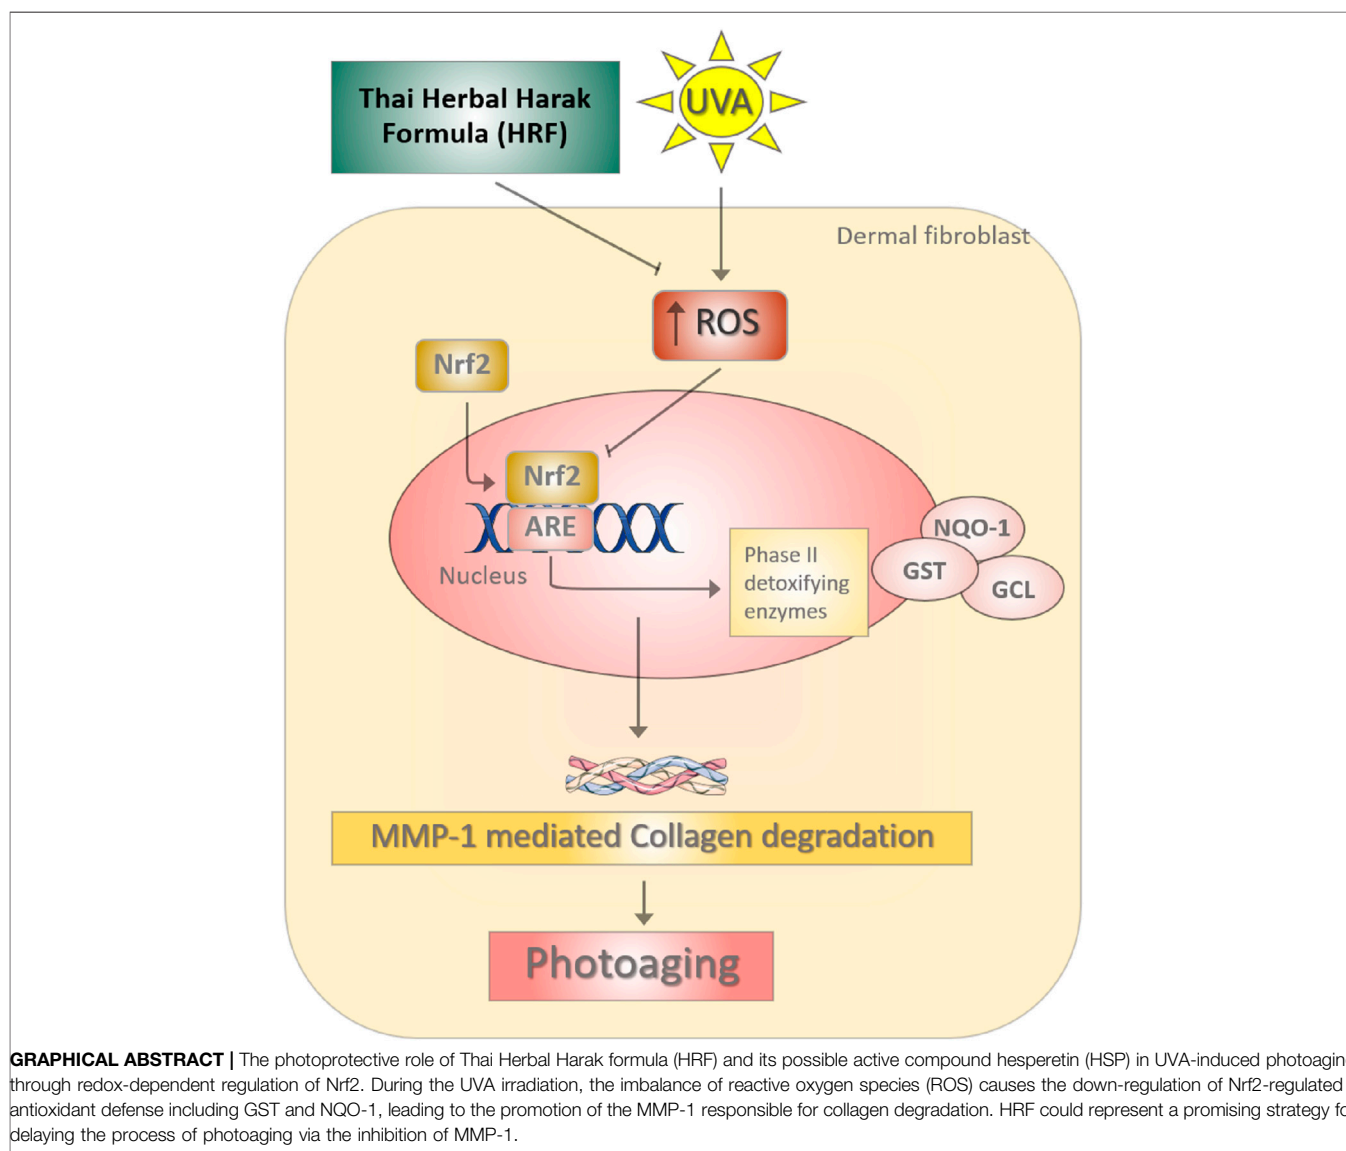 Thai Herbal Harak
Formula (HRF)
UVA
Dermal fibroblast
ROS
Nrf2
Nrf2
ARE
Nucleus
Phase II
detoxifying
enzymes
NQO-1
GST
GCL
MMP-1 mediated Collagen degradation
Photoaging
GRAPHICAL ABSTRACT | The photoprotective role of Thai Herbal Harak formula (HRF) and its possible active compound hesperetin (HSP) in UVA-induced photoagin
through redox-dependent regulation of Nrf2. During the UVA irradiation, the imbalance of reactive oxygen species (ROS) causes the down-regulation of Nrf2-regulated
antioxidant defense including GST and NQO-1, leading to the promotion of the MMP-1 responsible for collagen degradation. HRF could represent a promising strategy fo
delaying the process of photoaging via the inhibition of MMP-1.